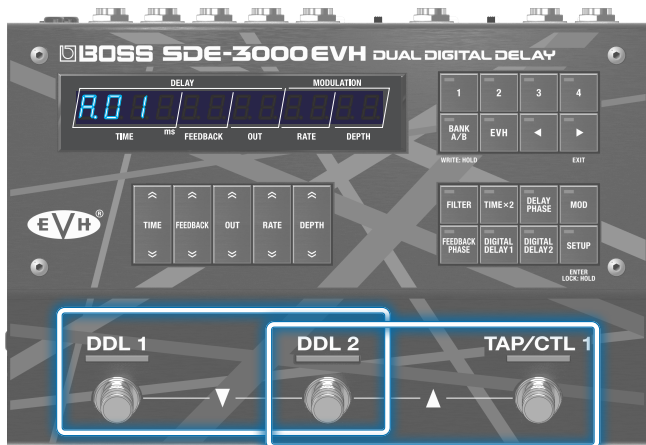 BOSS SDE-3000EVH DUAL DIGITAL DELAY
DELAY MODULATION
A.01
TIME ms FEEDBACK OUT RATE DEPTH
1 2 3 4
BANK A/B EVH
WRITE: HOLD EXIT
TIME FEEDBACK OUT RATE DEPTH
EVH®
FILTER TIME×2 DELAY PHASE MOD
FEEDBACK PHASE DIGITAL DELAY 1 DIGITAL DELAY 2 SETUP
ENTER
LOCK: HOLD
DDL 1 DDL 2 TAP/CTL 1